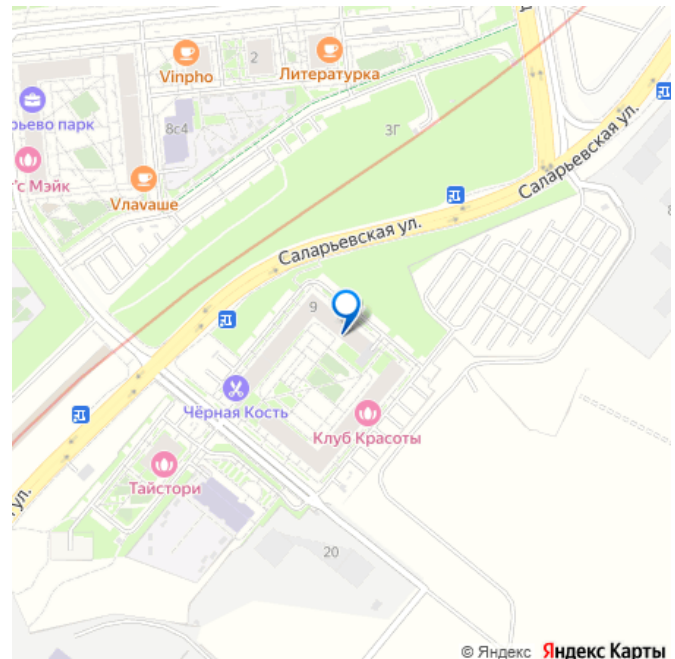 Vinpho
2
Литературка
рьево парк
8с4
3Г
'с Мэйк
Vлаvаше
Саларьевская ул.
Саларьевская ул.
9
Чёрная Кость
Клуб Красоты
Тайстори
ул.
20
© Яндекс Яндекс Карты